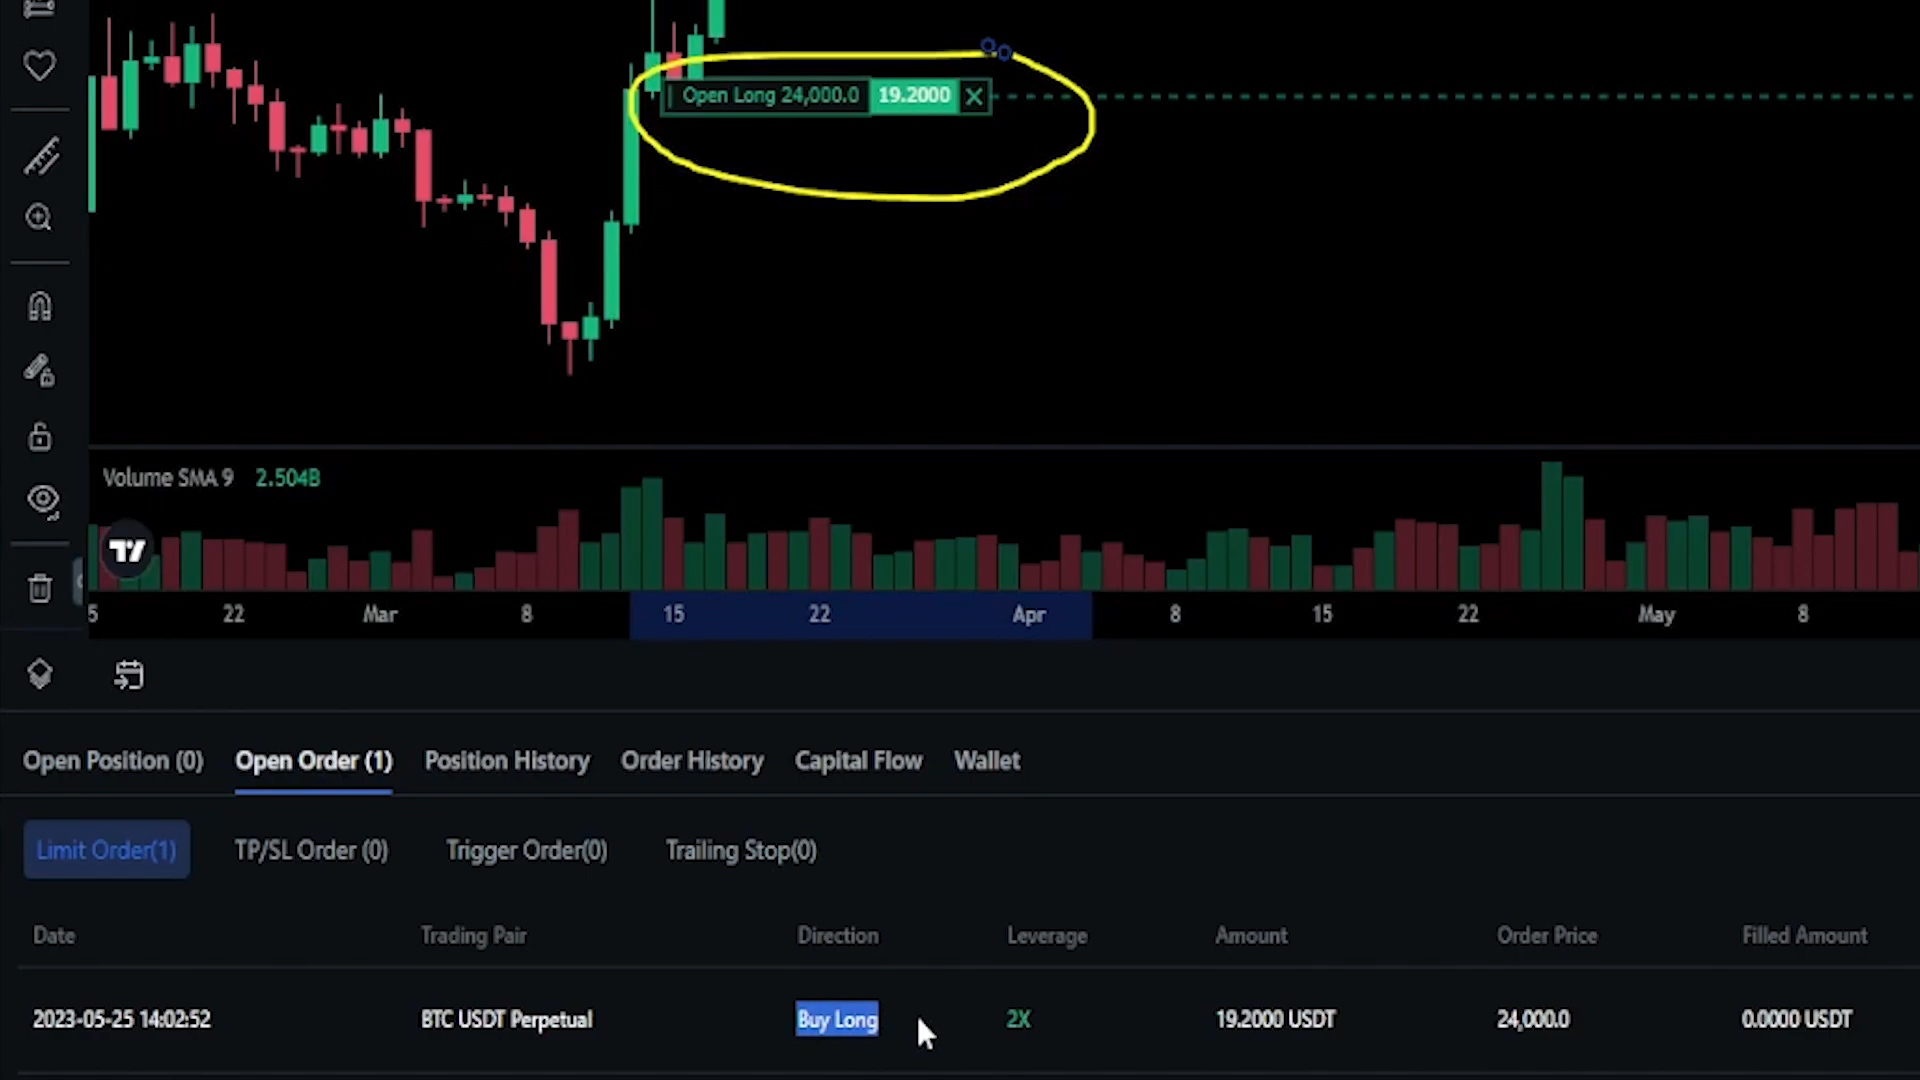 Open Long 24,000.0 19.2000
Volume SMA 9 2.504B
5 22 Mar 8 15 22 Apr 8 15 22 May 8
Open Position (0) Open Order (1) Position History Order History Capital Flow Wallet
Limit Order(1) TP/SL Order (0) Trigger Order(0) Trailing Stop(0)
Date Trading Pair Direction Leverage Amount Order Price Filled Amount
2023-05-25 14:02:52 BTC USDT Perpetual Buy Long 2X 19.2000 USDT 24,000.0 0.0000 USDT